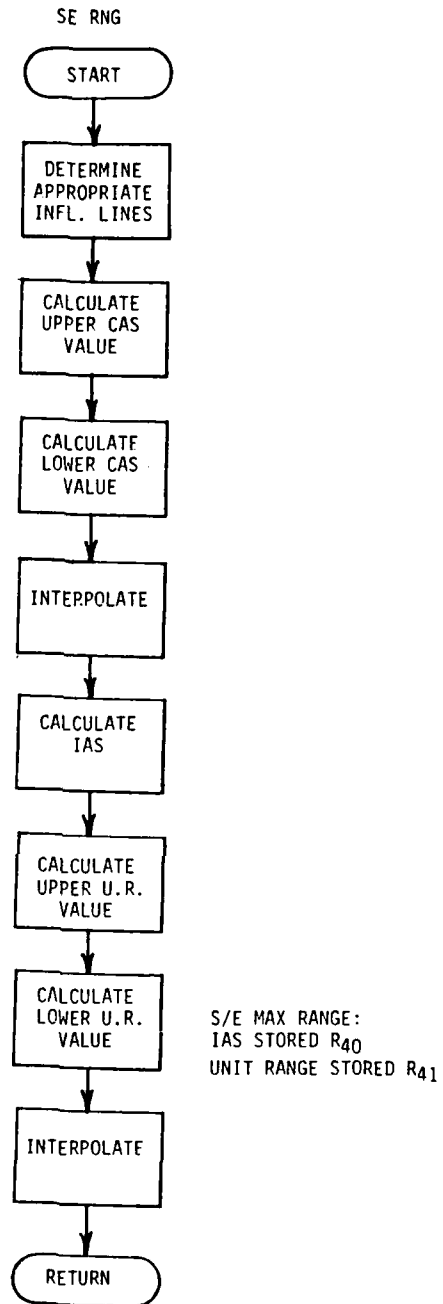 SE RNG
START
DETERMINE
APPROPRIATE
INFL. LINES
CALCULATE
UPPER CAS
VALUE
CALCULATE
LOWER CAS
VALUE
INTERPOLATE
CALCULATE
IAS
CALCULATE
UPPER U.R.
VALUE
CALCULATE
LOWER U.R.
VALUE
S/E MAX RANGE:
IAS STORED R40
UNIT RANGE STORED R41
INTERPOLATE
RETURN